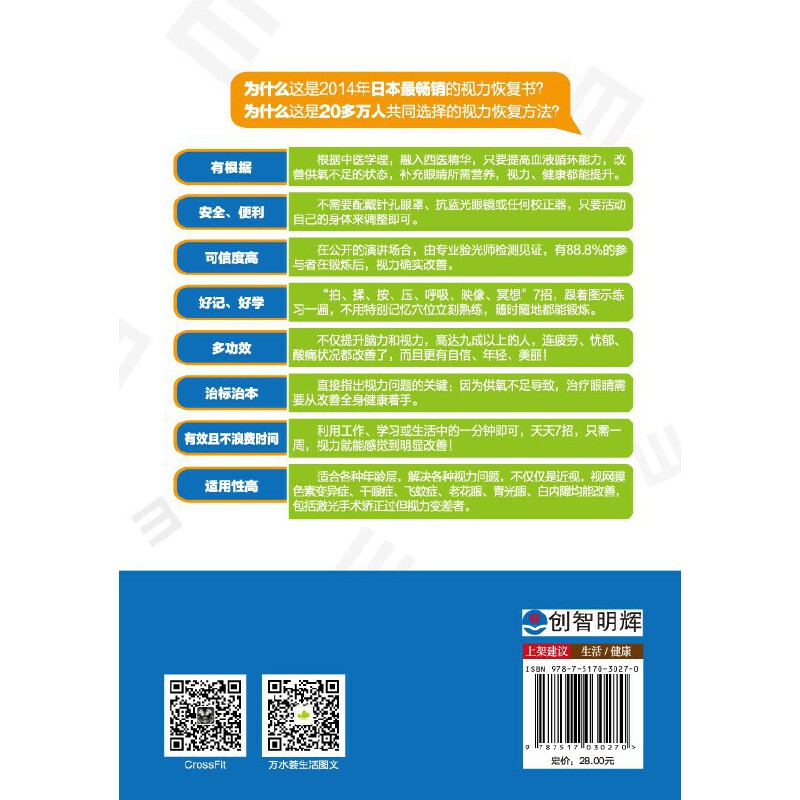 为什么这是2014年日本最畅销的视力恢复书？
为什么这是20多万人共同选择的视力恢复方法？
有根据
根据中医学理，融入西医精华，只要提高血液循环能力，改
善供氧不足的状态，补充眼睛所需营养，视力、健康都能提升。
安全、便利
不需要配戴针孔眼罩、抗蓝光眼镜或任何校正器，只要活动
自己的身体来调整即可。
可信度高
在公开的演讲场合，由专业验光师检测见证，有88.8%的参
与者在锻炼后，视力确实改善。
好记、好学
“拍、揉、按、压、呼吸、映像、冥想”7招，跟着图示练
习一遍，不用特别记忆穴位立刻熟练，随时随地都能锻炼。
多功效
不仅提升脑力和视力，高达九成以上的人，连疲劳、忧郁、
酸痛状况都改善了，而且更有自信、年轻、美丽！
治标治本
直接指出视力问题的关键；因为供氧不足导致，治疗眼睛需
要从改善全身健康着手。
有效且不浪费时间
利用工作、学习或生活中的一分钟即可，天天7招，只需一
周，视力就能感觉到明显改善！
适用性高
适合各种年龄层，解决各种视力问题，不仅仅是近视，视网膜
色素变异症、干眼症、飞蚊症、老花眼、青光眼、白内障均能改善，
包括激光手术矫正过但视力变差者。
创智明辉
上架建议 生活/健康
ISBN 978-7-5170-3027-0
9 787517 030270 >
定价：28.00元
CrossFit
万水荟生活图文